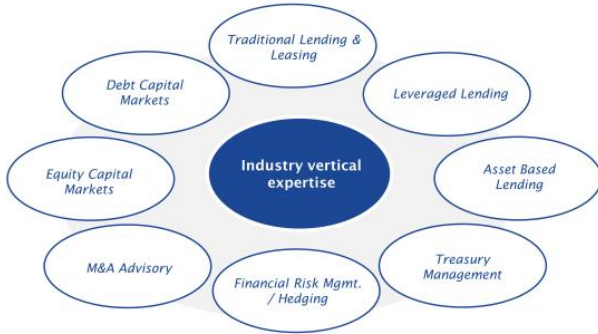 Traditional Lending &
Leasing
Debt Capital
Markets
Leveraged Lending
Industry vertical
expertise
Equity Capital
Markets
Asset Based
Lending
M&A Advisory
Treasury
Management
Financial Risk Mgmt.
/ Hedging